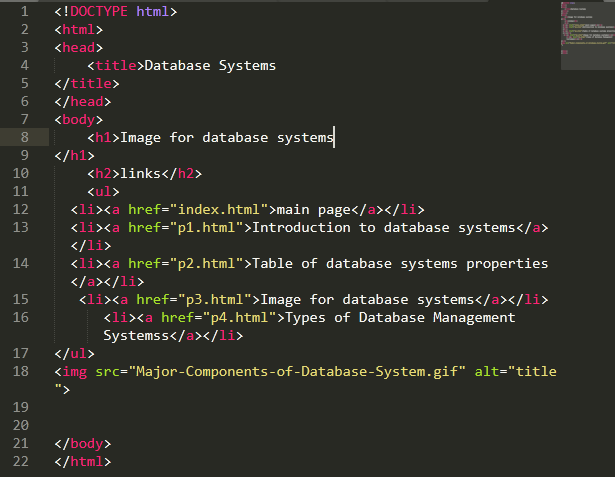 1 <!DOCTYPE html>
2 <html>
3 <head>
4 <title>Database Systems
5 </title>
6 </head>
7 <body>
8 <h1>Image for database systems
9 </h1>
10 <h2>links</h2>
11 <ul>
12 <li><a href="index.html">main page</a></li>
13 <li><a href="p1.html">Introduction to database systems</a>
</li>
14 <li><a href="p2.html">Table of database systems properties
</a></li>
15 <li><a href="p3.html">Image for database systems</a></li>
16 <li><a href="p4.html">Types of Database Management
Systemss</a></li>
17 </ul>
18 <img src="Major-Components-of-Database-System.gif" alt="title
">
19
20
21 </body>
22 </html>